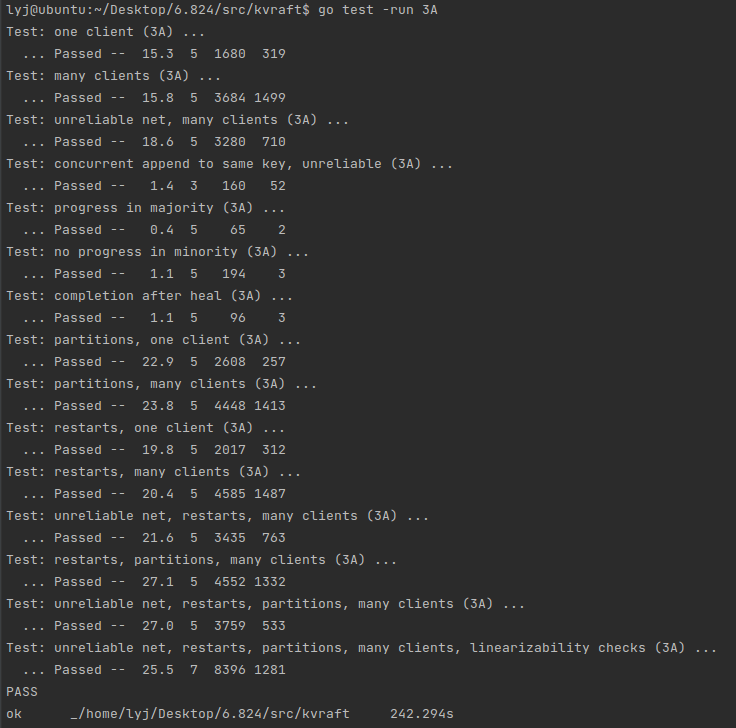 lyj@ubuntu:~/Desktop/6.824/src/kvraft$ go test -run 3A
Test: one client (3A) ...
  ... Passed --  15.3  5  1680  319
Test: many clients (3A) ...
  ... Passed --  15.8  5  3684 1499
Test: unreliable net, many clients (3A) ...
  ... Passed --  18.6  5  3280  710
Test: concurrent append to same key, unreliable (3A) ...
  ... Passed --   1.4  3   160   52
Test: progress in majority (3A) ...
  ... Passed --   0.4  5    65    2
Test: no progress in minority (3A) ...
  ... Passed --   1.1  5   194    3
Test: completion after heal (3A) ...
  ... Passed --   1.1  5    96    3
Test: partitions, one client (3A) ...
  ... Passed --  22.9  5  2608  257
Test: partitions, many clients (3A) ...
  ... Passed --  23.8  5  4448 1413
Test: restarts, one client (3A) ...
  ... Passed --  19.8  5  2017  312
Test: restarts, many clients (3A) ...
  ... Passed --  20.4  5  4585 1487
Test: unreliable net, restarts, many clients (3A) ...
  ... Passed --  21.6  5  3435  763
Test: restarts, partitions, many clients (3A) ...
  ... Passed --  27.1  5  4552 1332
Test: unreliable net, restarts, partitions, many clients (3A) ...
  ... Passed --  27.0  5  3759  533
Test: unreliable net, restarts, partitions, many clients, linearizability checks (3A) ...
  ... Passed --  25.5  7  8396 1281
PASS
ok      _/home/lyj/Desktop/6.824/src/kvraft     242.294s